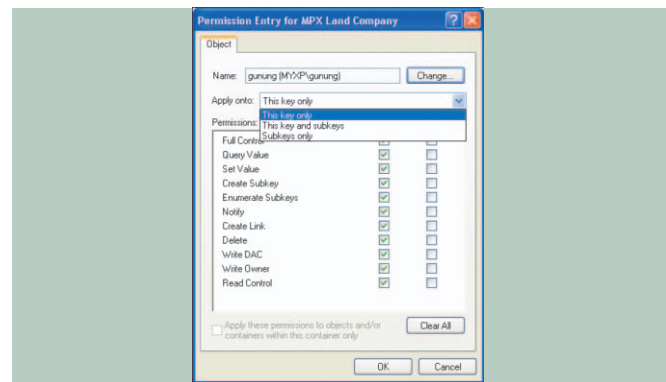 Permission Entry for MPX Land Company
Object
Name: gunung (MYXP\gunung) Change...
Apply onto: This key only
This key only
Permissions: This key and subkeys
Subkeys only
Full Control
Query Value
Set Value
Create Subkey
Enumerate Subkeys
Notify
Create Link
Delete
Write DAC
Write Owner
Read Control
Apply these permissions to objects and/or
containers within this container only
Clear All
OK Cancel